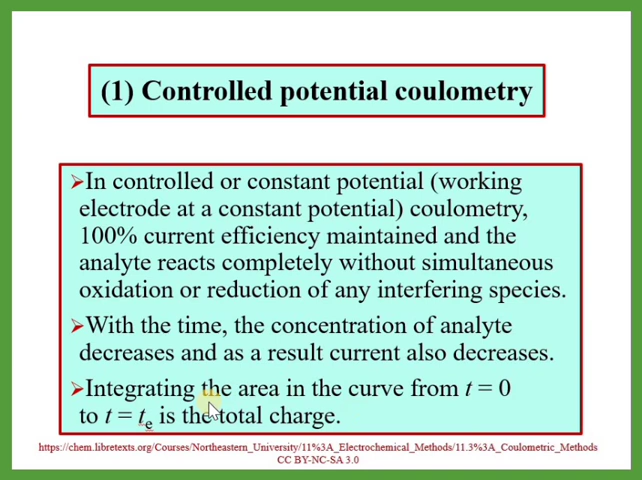 (1) Controlled potential coulometry
➢In controlled or constant potential (working
electrode at a constant potential) coulometry,
100% current efficiency maintained and the
analyte reacts completely without simultaneous
oxidation or reduction of any interfering species.
➢With the time, the concentration of analyte
decreases and as a result current also decreases.
➢Integrating the area in the curve from t = 0
to t = te is the total charge.
https://chem.libretexts.org/Courses/Northeastern_University/11%3A_Electrochemical_Methods/11.3%3A_Coulometric_Methods
CC BY-NC-SA 3.0